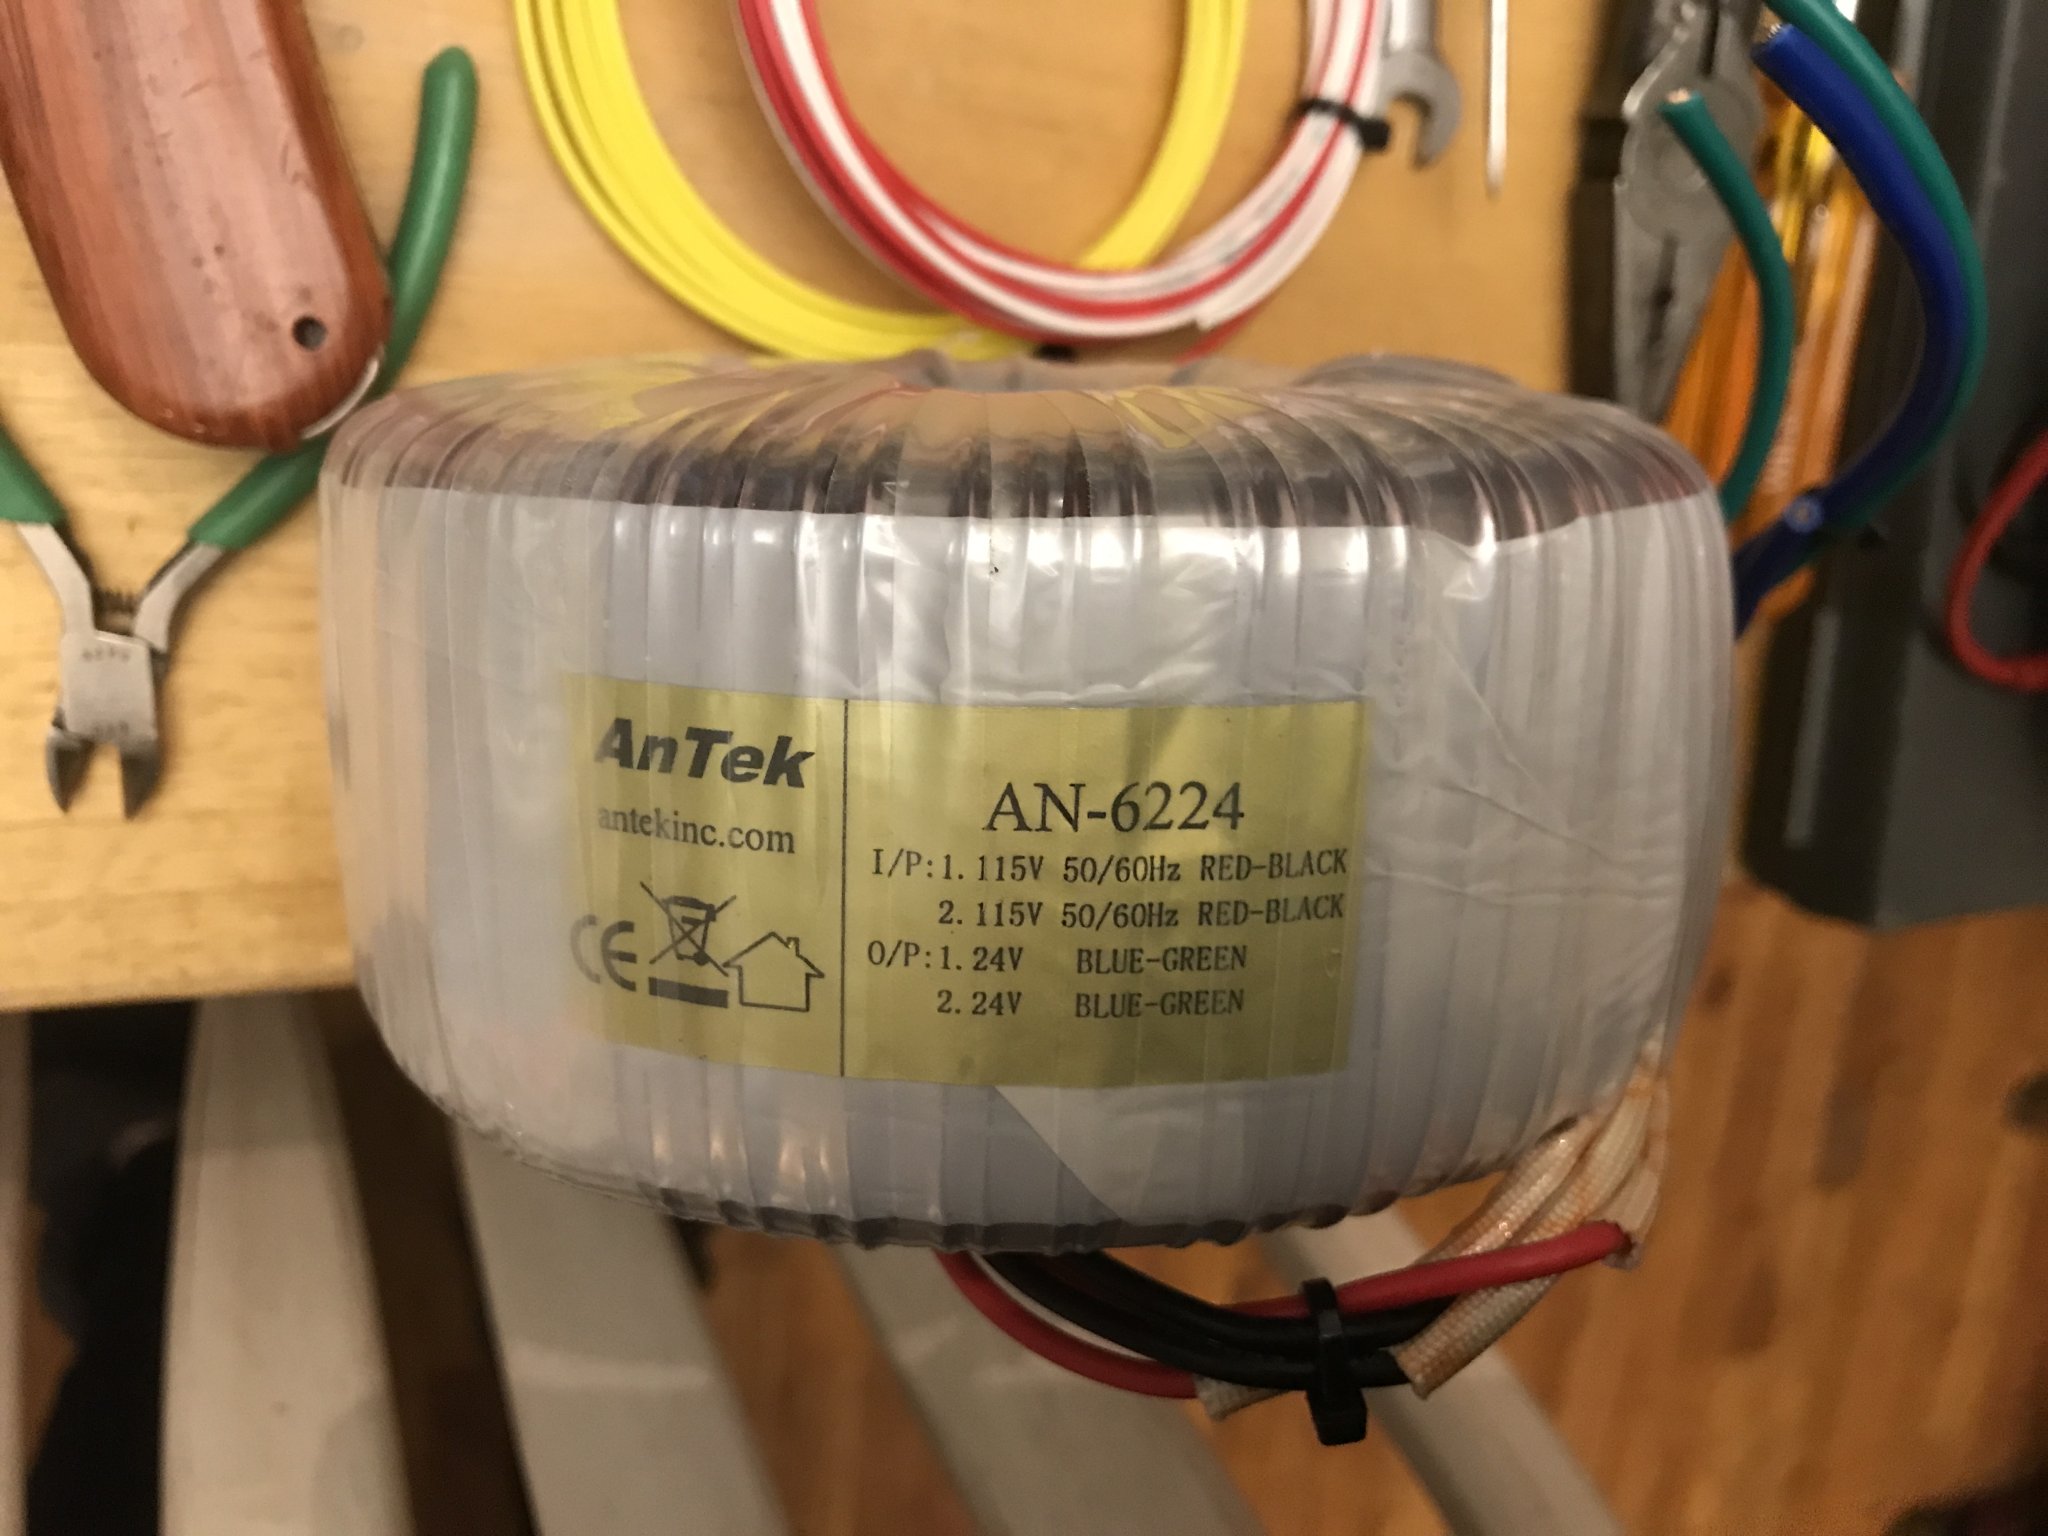 AnTek
antekinc.com
CE
AN-6224
I/P:1. 115V 50/60Hz RED-BLACK
2. 115V 50/60Hz RED-BLACK
O/P:1. 24V BLUE-GREEN
2. 24V BLUE-GREEN